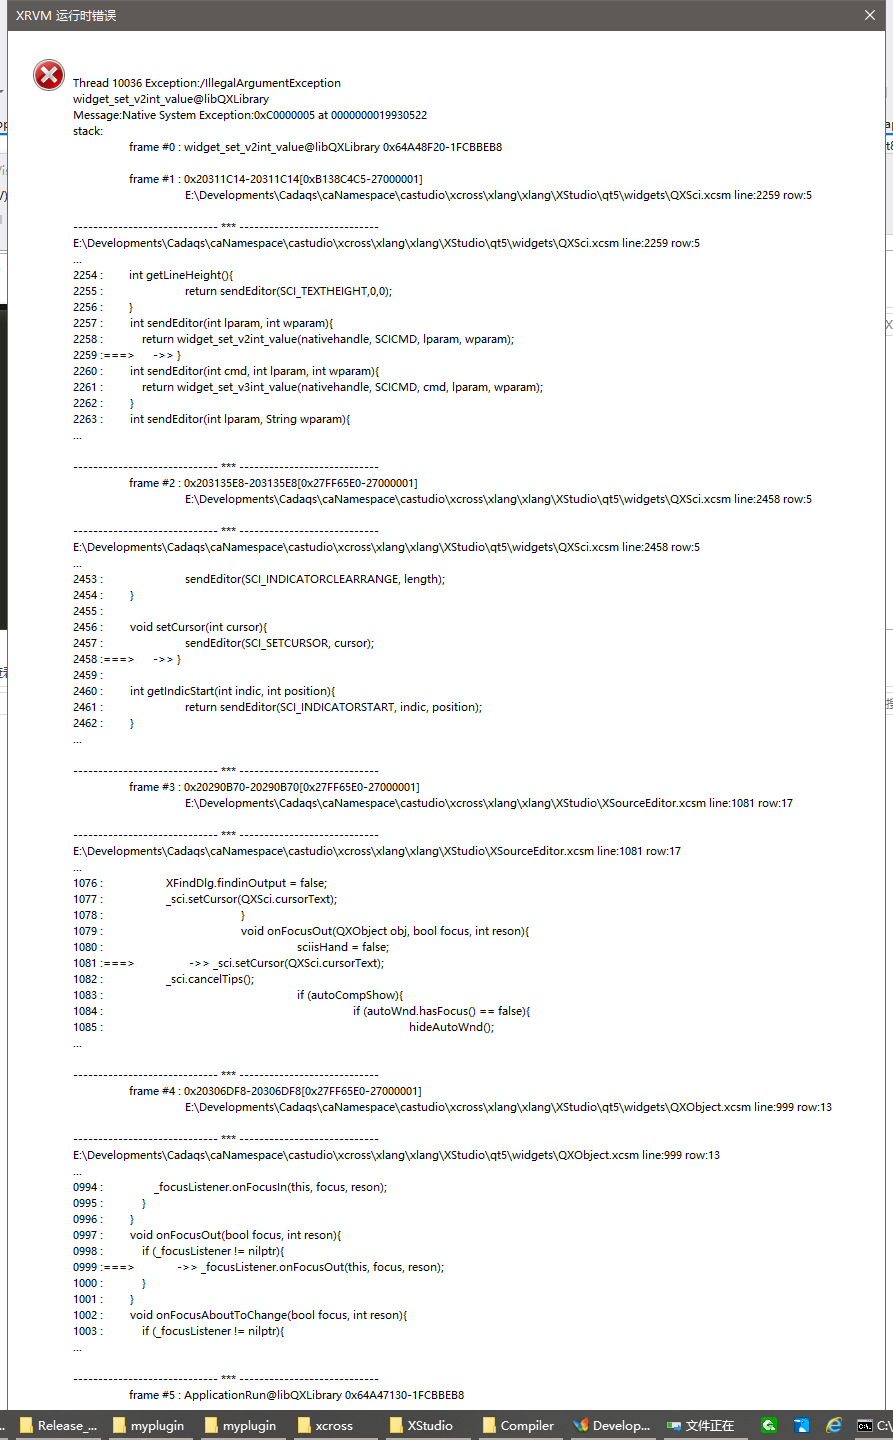 XRVM 运行时错误
Thread 10036 Exception:/IllegalArgumentException
widget_set_v2int_value@libQXLibrary
Message:Native System Exception:0xC0000005 at 0000000019930522
stack:
frame #0 : widget_set_v2int_value@libQXLibrary 0x64A48F20-1FCBBEB8
frame #1 : 0x20311C14-20311C14[0xB138C4C5-27000001]
E:\Developments\Cadaqs\caNamespace\castudio\xcross\xlang\xlang\XStudio\qt5\widgets\QXSci.xcsm line:2259 row:5
---------------------------- *** ---------------------------
E:\Developments\Cadaqs\caNamespace\castudio\xcross\xlang\xlang\XStudio\qt5\widgets\QXSci.xcsm line:2259 row:5
...
2254 : int getLineHeight(){
2255 : return sendEditor(SCI_TEXTHEIGHT,0,0);
2256 : }
2257 : int sendEditor(int lparam, int wparam){
2258 : return widget_set_v2int_value(nativehandle, SCICMD, lparam, wparam);
2259 :===> ->> }
2260 : int sendEditor(int cmd, int lparam, int wparam){
2261 : return widget_set_v3int_value(nativehandle, SCICMD, cmd, lparam, wparam);
2262 : }
2263 : int sendEditor(int lparam, String wparam){
...
---------------------------- *** ---------------------------
frame #2 : 0x203135E8-203135E8[0x27FF65E0-27000001]
E:\Developments\Cadaqs\caNamespace\castudio\xcross\xlang\xlang\XStudio\qt5\widgets\QXSci.xcsm line:2458 row:5
---------------------------- *** ---------------------------
E:\Developments\Cadaqs\caNamespace\castudio\xcross\xlang\xlang\XStudio\qt5\widgets\QXSci.xcsm line:2458 row:5
...
2453 : sendEditor(SCI_INDICATORCLEARRANGE, length);
2454 : }
2455 :
2456 : void setCursor(int cursor){
2457 : sendEditor(SCI_SETCURSOR, cursor);
2458 :===> ->> }
2459 :
2460 : int getIndicStart(int indic, int position){
2461 : return sendEditor(SCI_INDICATORSTART, indic, position);
2462 : }
...
---------------------------- *** ---------------------------
frame #3 : 0x20290B70-20290B70[0x27FF65E0-27000001]
E:\Developments\Cadaqs\caNamespace\castudio\xcross\xlang\xlang\XStudio\XSourceEditor.xcsm line:1081 row:17
---------------------------- *** ---------------------------
E:\Developments\Cadaqs\caNamespace\castudio\xcross\xlang\xlang\XStudio\XSourceEditor.xcsm line:1081 row:17
...
1076 : XFindDlg.findinOutput = false;
1077 : _sci.setCursor(QXSci.cursorText);
1078 : }
1079 : void onFocusOut(QXObject obj, bool focus, int reson){
1080 : sciisHand = false;
1081 :===> ->> _sci.setCursor(QXSci.cursorText);
1082 : _sci.cancelTips();
1083 : if (autoCompShow){
1084 : if (autoWnd.hasFocus() == false){
1085 : hideAutoWnd();
...
---------------------------- *** ---------------------------
frame #4 : 0x20306DF8-20306DF8[0x27FF65E0-27000001]
E:\Developments\Cadaqs\caNamespace\castudio\xcross\xlang\xlang\XStudio\qt5\widgets\QXObject.xcsm line:999 row:13
---------------------------- *** ---------------------------
E:\Developments\Cadaqs\caNamespace\castudio\xcross\xlang\xlang\XStudio\qt5\widgets\QXObject.xcsm line:999 row:13
...
0994 : _focusListener.onFocusIn(this, focus, reson);
0995 : }
0996 : }
0997 : void onFocusOut(bool focus, int reson){
0998 : if (_focusListener != nilptr){
0999 :===> ->> _focusListener.onFocusOut(this, focus, reson);
1000 : }
1001 : }
1002 : void onFocusAboutToChange(bool focus, int reson){
1003 : if (_focusListener != nilptr){
...
---------------------------- *** ---------------------------
frame #5 : ApplicationRun@libQXLibrary 0x64A47130-1FCBBEB8
Release_... myplugin myplugin xcross XStudio Compiler Develop... 文件正在 C:\